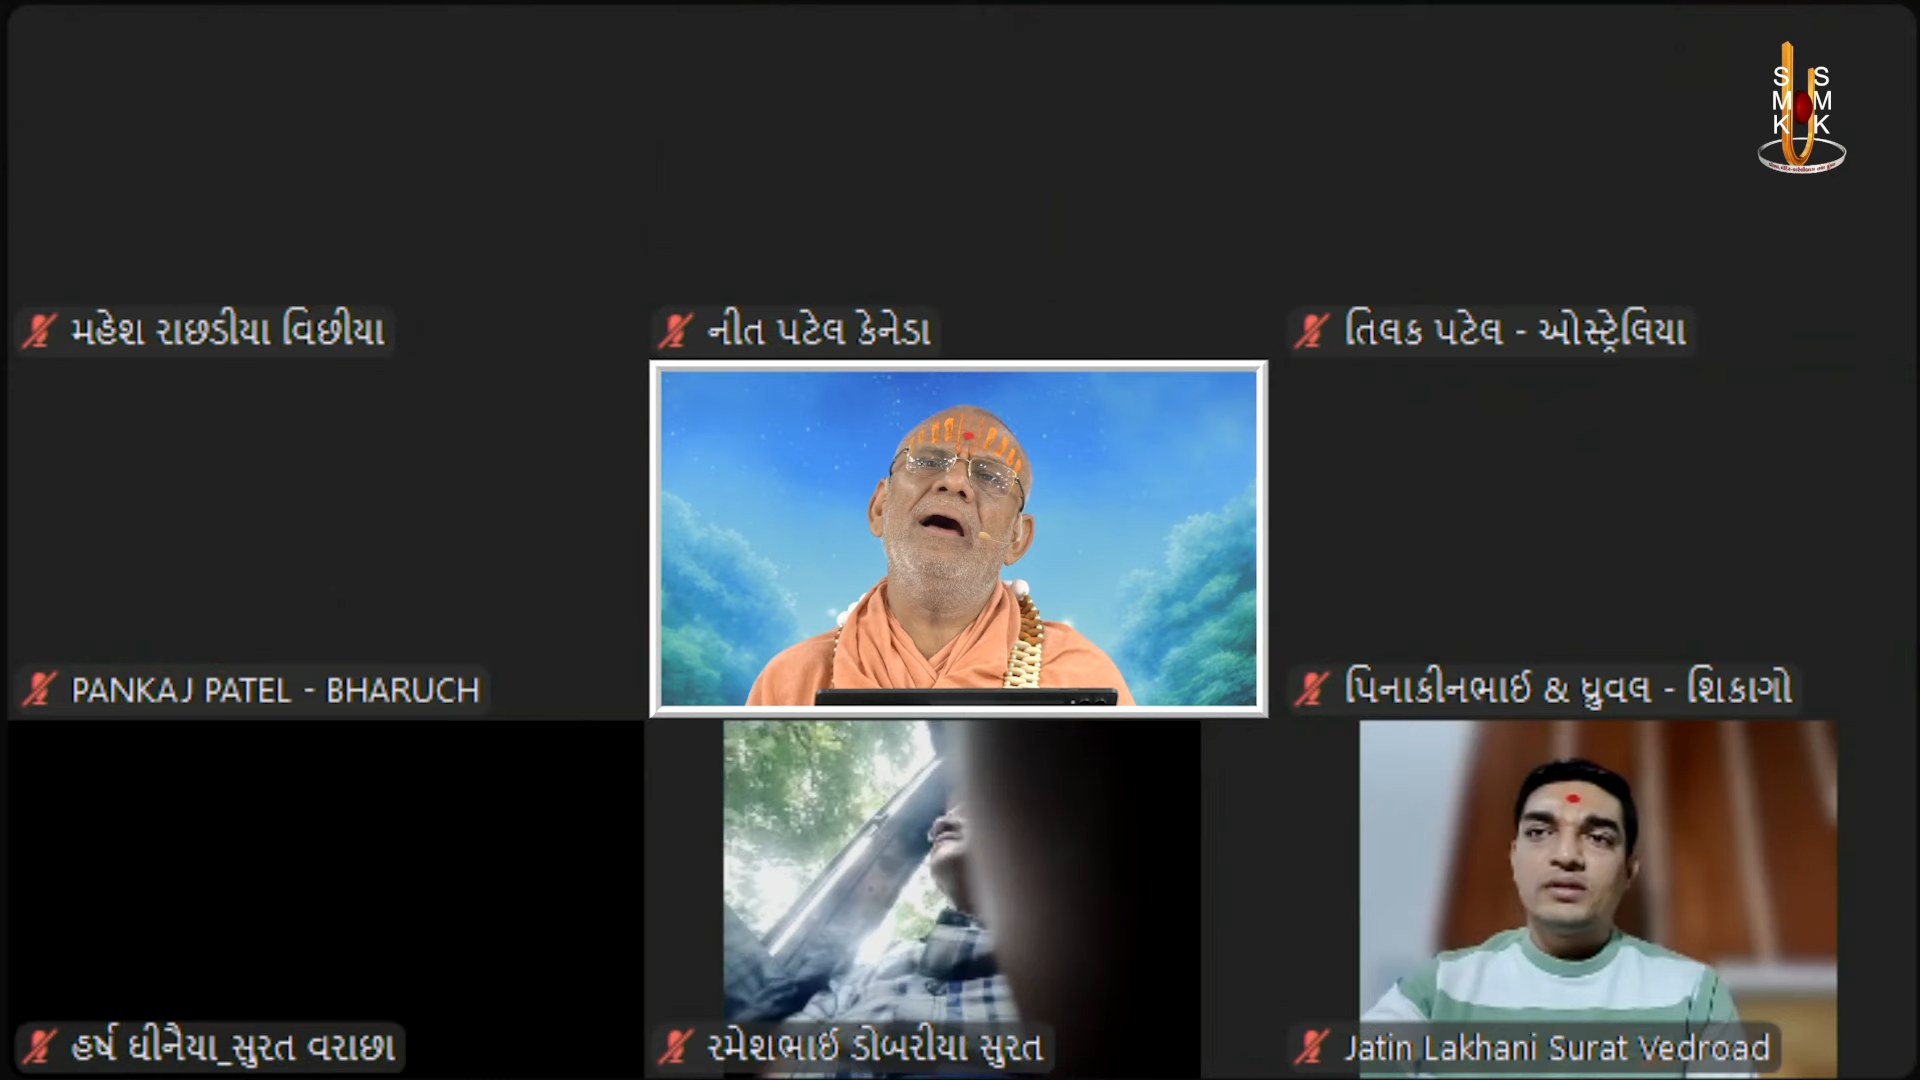 S S
M M
K K
મહેશ રાછડીયા વિછીયા
નીત પટેલ કેનેડા
તિલક પટેલ - ઓસ્ટ્રેલિયા
PANKAJ PATEL - BHARUCH
પિનાકીનભાઈ & ધ્રુવલ - શિકાગો
હર્ષ ઘીનૈયા_સુરત વરાછા
રમેશભાઈ ડોબરીયા સુરત
Jatin Lakhani Surat Vedroad